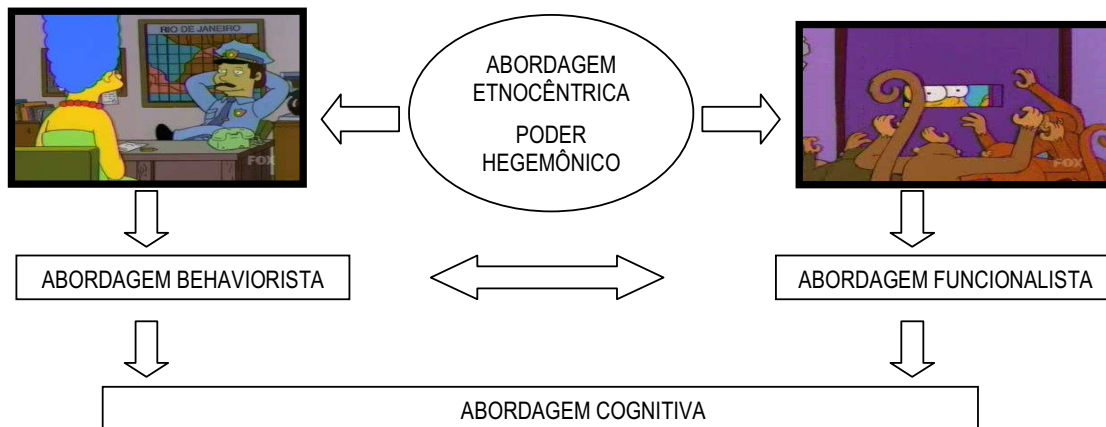 RIO DE JANEIRO
FOX
ABORDAGEM
ETNOCÊNTRICA
PODER
HEGEMÔNICO
FOX
ABORDAGEM BEHAVIORISTA
ABORDAGEM FUNCIONALISTA
ABORDAGEM COGNITIVA